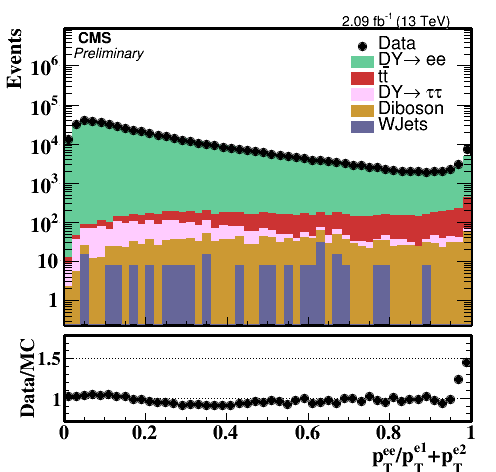 2.09 fb⁻¹ (13 TeV)
CMS
Preliminary
Events
Data
DY→ ee
tt̄
DY→ ττ
Diboson
WJets
10⁶
10⁵
10⁴
10³
10²
10
1
Data/MC
1.5
1
0 0.2 0.4 0.6 0.8 1
p_T^ee/p_T^e1+p_T^e2